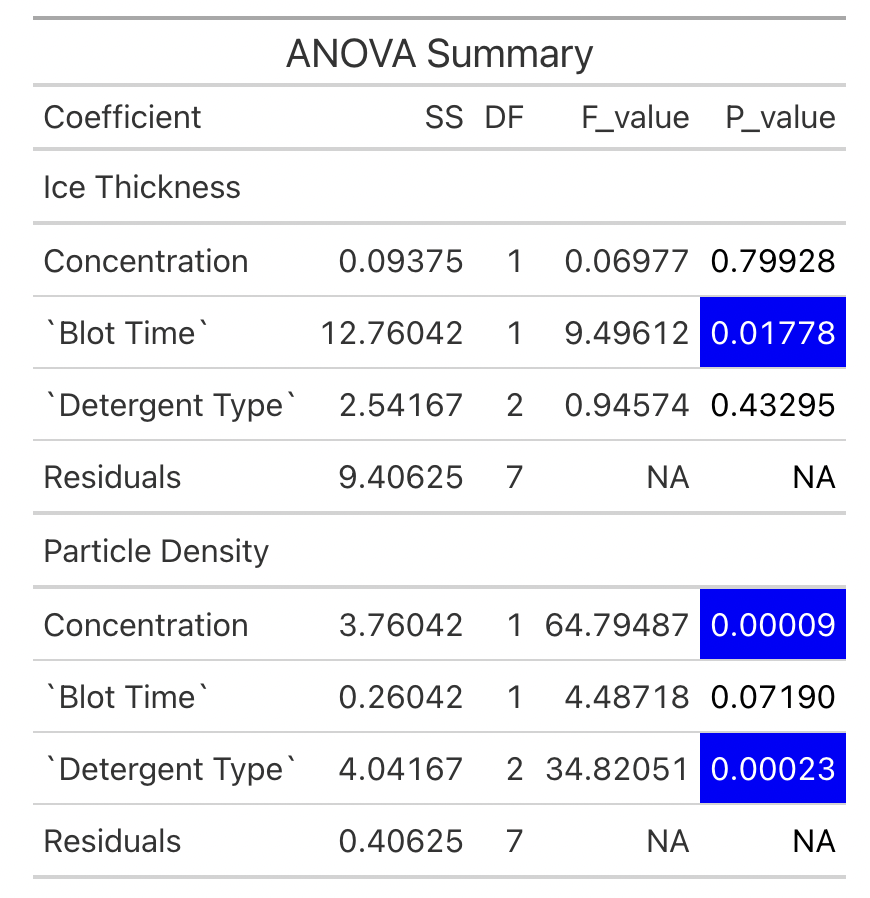 ANOVA Summary
Coefficient SS DF F_value P_value
Ice Thickness
Concentration 0.09375 1 0.06977 0.79928
`Blot Time` 12.76042 1 9.49612 0.01778
`Detergent Type` 2.54167 2 0.94574 0.43295
Residuals 9.40625 7 NA NA
Particle Density
Concentration 3.76042 1 64.79487 0.00009
`Blot Time` 0.26042 1 4.48718 0.07190
`Detergent Type` 4.04167 2 34.82051 0.00023
Residuals 0.40625 7 NA NA